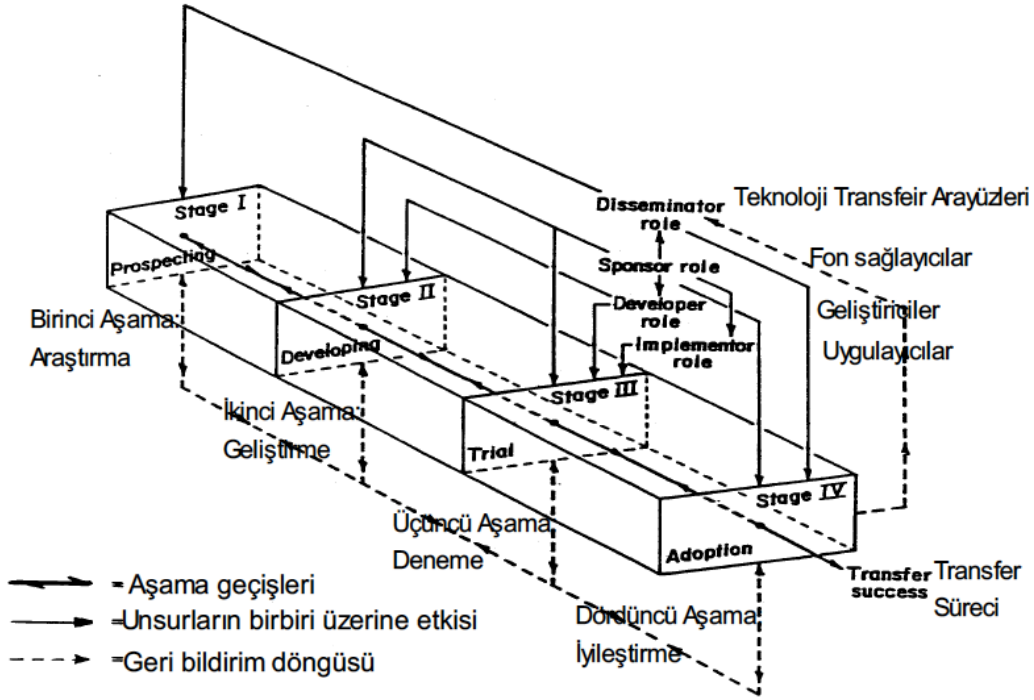 Stage I
Prospecting
Birinci Aşama:
Araştırma
Stage II
Developing
İkinci Aşama:
Geliştirme
Disseminator
role
Sponsor role
Developer
role
Implementor
role
Teknoloji Transfeir Arayüzleri
Fon sağlayıcılar
Geliştiriciler
Uygulayıcılar
Stage III
Trial
Üçüncü Aşama:
Deneme
Stage IV
Adoption
Dördüncü Aşama:
İyileştirme
Transfer
success
Transfer
Süreci
=Aşama geçişleri
=Unsurların birbiri üzerine etkisi
=Geri bildirim döngüsü